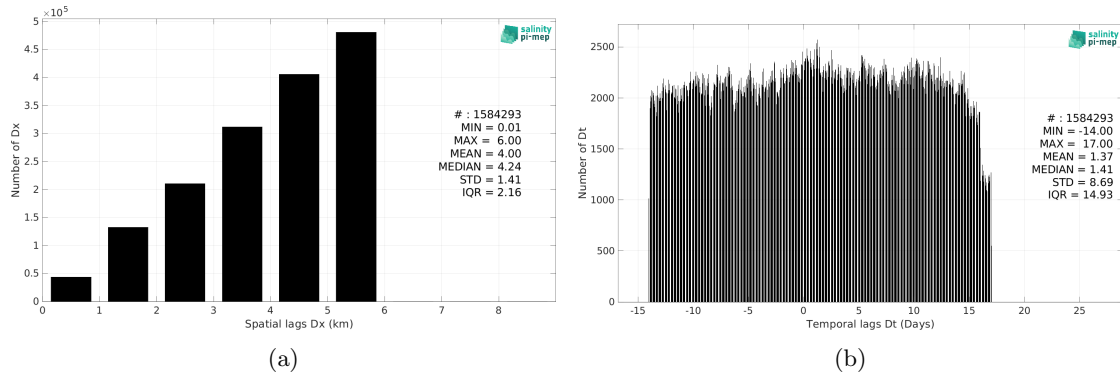 5 ×10⁵
4.5
4
3.5
3
2.5
2
1.5
1
0.5
0
0 1 2 3 4 5 6 7 8
Number of Dx
Spatial lags Dx (km)
salinity
pi-mep
# : 1584293
MIN = 0.01
MAX = 6.00
MEAN = 4.00
MEDIAN = 4.24
STD = 1.41
IQR = 2.16
(a)
2500
2000
1500
1000
500
0
-15 -10 -5 0 5 10 15 20 25
Number of Dt
Temporal lags Dt (Days)
salinity
pi-mep
# : 1584293
MIN = -14.00
MAX = 17.00
MEAN = 1.37
MEDIAN = 1.41
STD = 8.69
IQR = 14.93
(b)